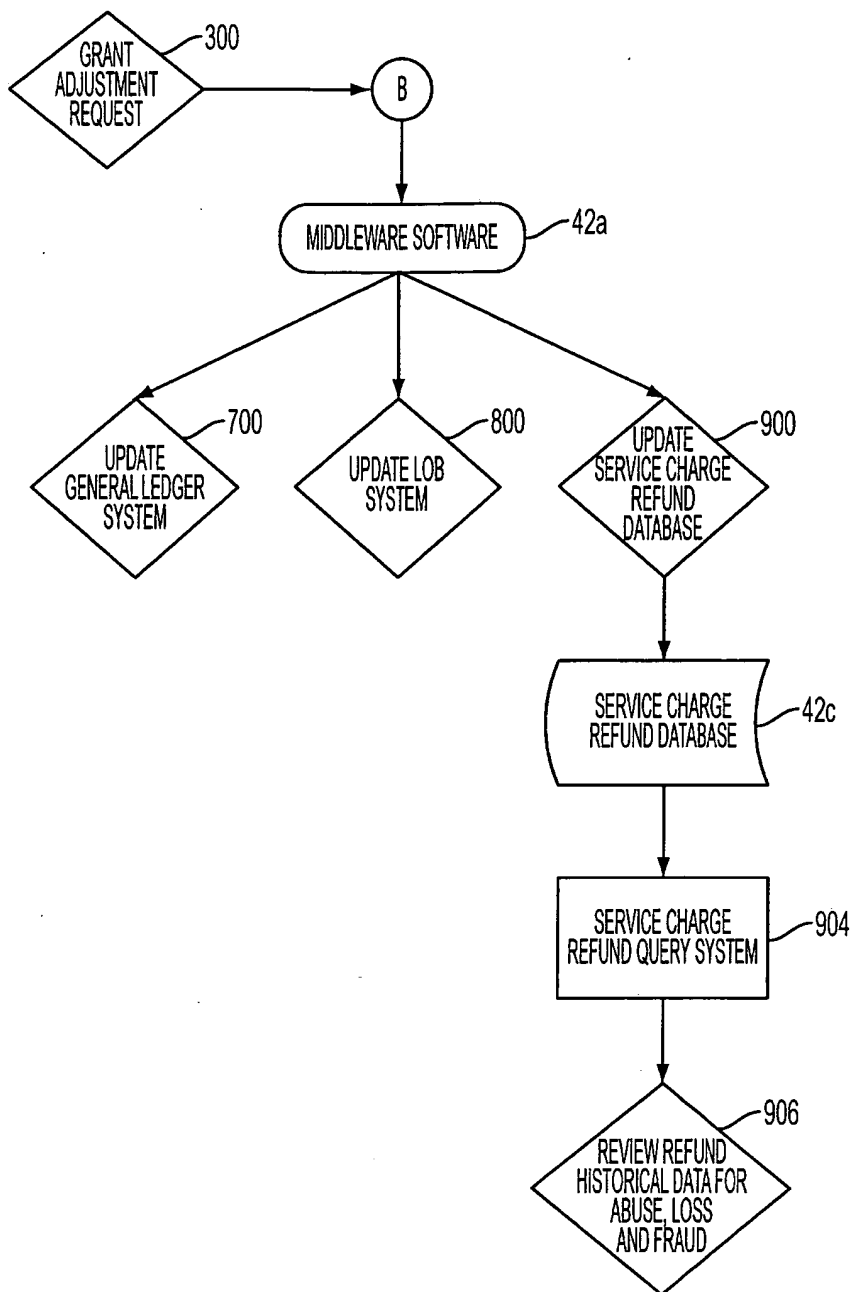 300
GRANT
ADJUSTMENT
REQUEST
B
MIDDLEWARE SOFTWARE
42a
700
UPDATE
GENERAL LEDGER
SYSTEM
800
UPDATE LOB
SYSTEM
900
UPDATE
SERVICE CHARGE
REFUND
DATABASE
SERVICE CHARGE
REFUND DATABASE
42c
SERVICE CHARGE
REFUND QUERY SYSTEM
904
906
REVIEW REFUND
HISTORICAL DATA FOR
ABUSE, LOSS
AND FRAUD